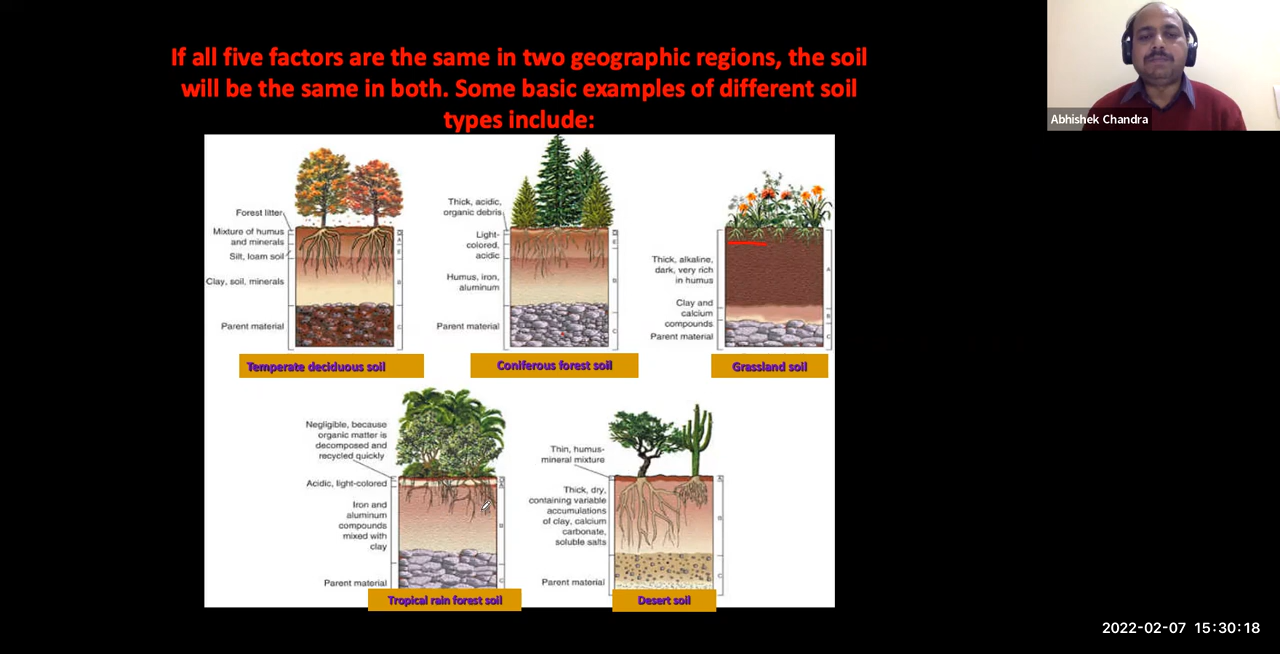 If all five factors are the same in two geographic regions, the soil
will be the same in both. Some basic examples of different soil
types include:
Abhishek Chandra
Forest litter
Mixture of humus
and minerals
Silt, loam soil
Clay, soil, minerals
Parent material
O
A
E
B
C
Temperate deciduous soil
Thick, acidic,
organic debris
Light-
colored,
acidic
Humus, iron,
aluminum
Parent material
O
E
B
C
Coniferous forest soil
Thick, alkaline,
dark, very rich
in humus
Clay and
calcium
compounds
Parent material
A
B
C
Grassland soil
Negligible, because
organic matter is
decomposed and
recycled quickly
Acidic, light-colored
Iron and
aluminum
compounds
mixed with
clay
Parent material
O
A
B
C
Tropical rain forest soil
Thin, humus-
mineral mixture
Thick, dry,
containing variable
accumulations
of clay, calcium
carbonate,
soluble salts
Parent material
A
B
C
Desert soil
2022-02-07 15:30:18